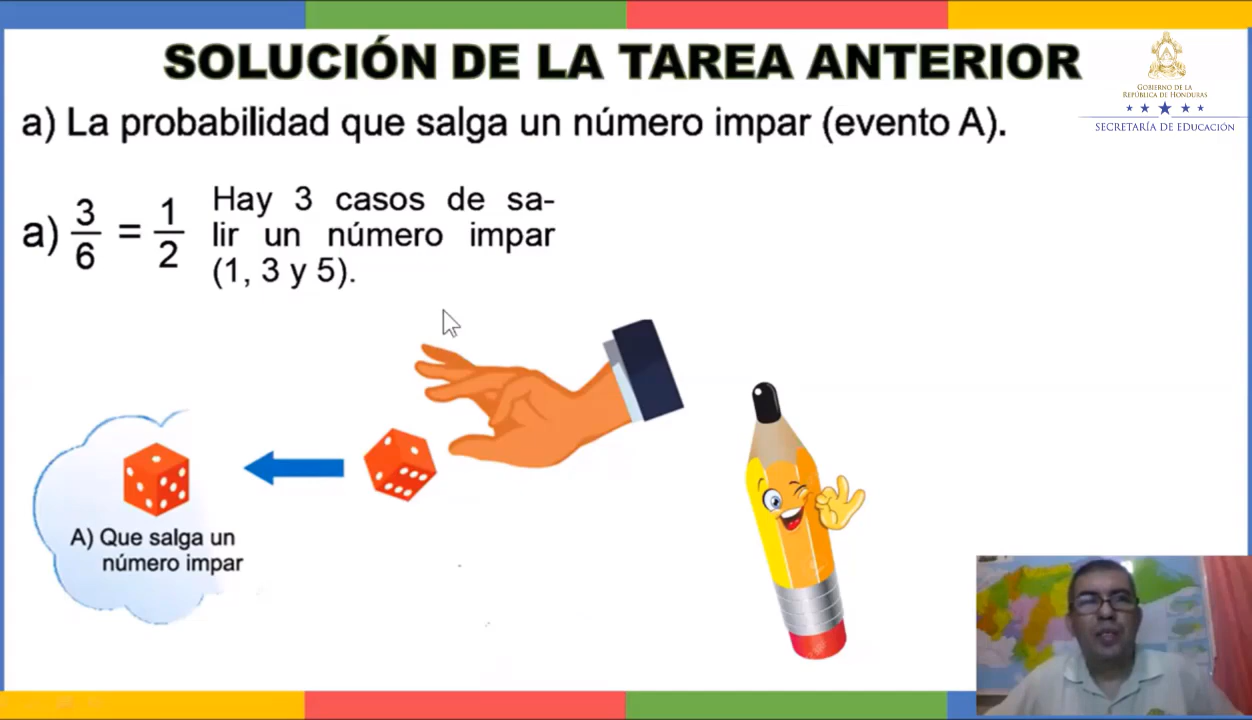 SOLUCIÓN DE LA TAREA ANTERIOR
GOBIERNO DE LA
REPÚBLICA DE HONDURAS
SECRETARÍA DE EDUCACIÓN
a) La probabilidad que salga un número impar (evento A).
a) 3/6 = 1/2
Hay 3 casos de sa-
lir un número impar
(1, 3 y 5).
A) Que salga un
número impar